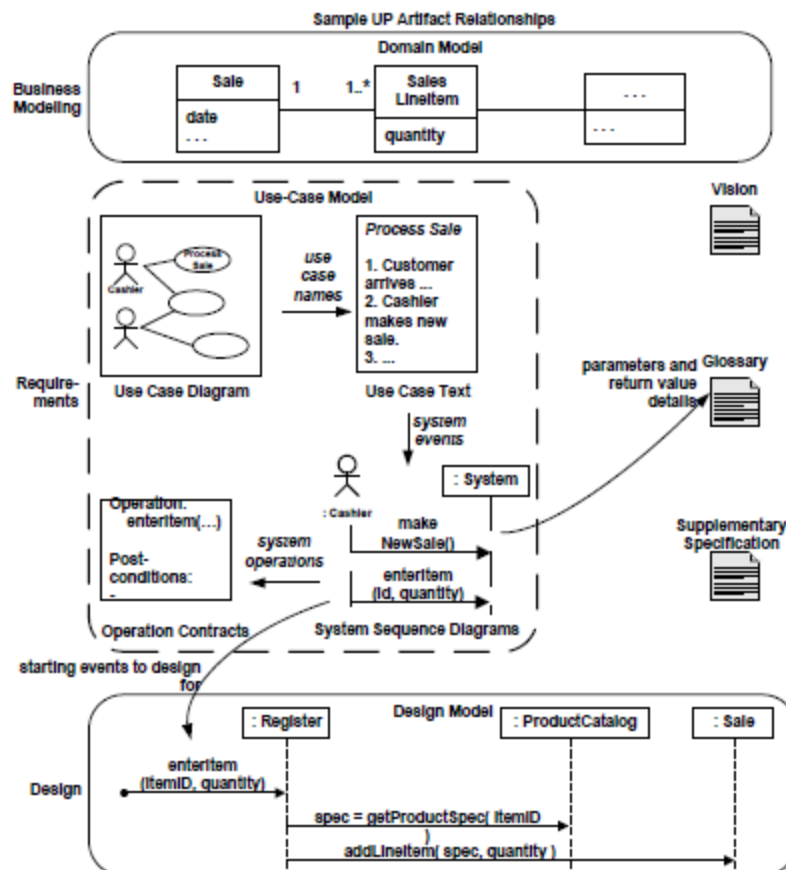 Sample UP Artifact Relationships
Domain Model
Business
Modeling
Sale
date
. . .
1
1..*
Sales
LineItem
quantity
. . .
. . .
Use-Case Model
Vision
Process
Sale
Cashier
use
case
names
Process Sale
1. Customer
arrives ...
2. Cashier
makes new
sale.
3. ...
Require-
ments
Use Case Diagram
Use Case Text
parameters and
return value
details
Glossary
system
events
: Cashier
: System
make
NewSale()
enterItem
(id, quantity)
Operation:
enterItem(…)
Post-
conditions:
-
system
operations
Supplementary
Specification
Operation Contracts
System Sequence Diagrams
starting events to design
for
Design Model
: Register
: ProductCatalog
: Sale
Design
enterItem
(itemID, quantity)
spec = getProductSpec( itemID
)
addLineItem( spec, quantity )